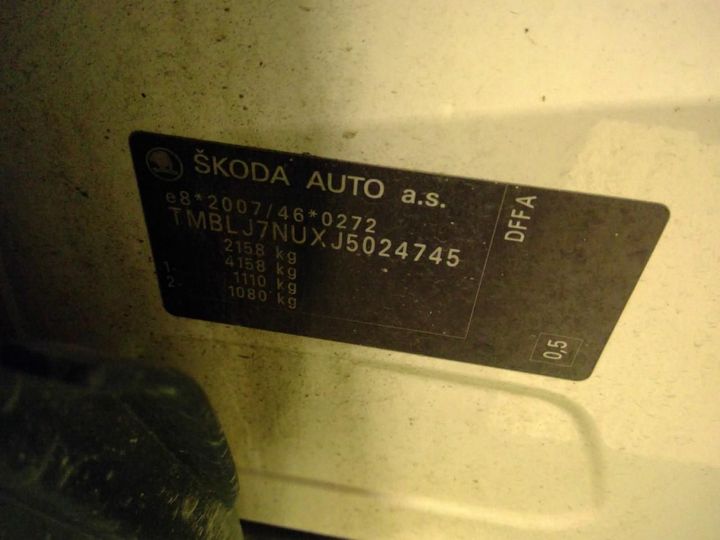 ŠKODA AUTO a.s.
e8*2007/46*0272
TMBLJ7NUXJ5024745
2158 kg
4158 kg
1- 1110 kg
2- 1080 kg
DFFA
0,5